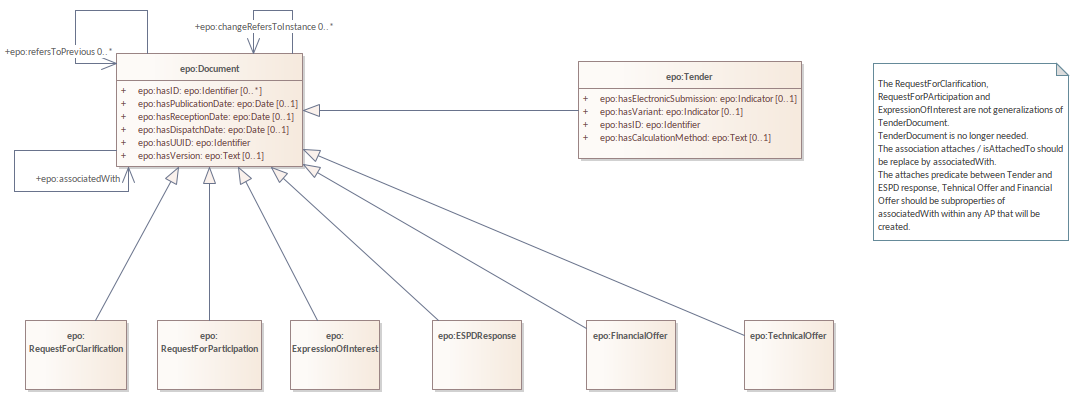 +epo:changeRefersToInstance 0..*
+epo:refersToPrevious 0..*
epo:Document
+ epo:hasID: epo:Identifier [0..*]
+ epo:hasPublicationDate: epo:Date [0..1]
+ epo:hasReceptionDate: epo:Date [0..1]
+ epo:hasDispatchDate: epo:Date [0..1]
+ epo:hasUUID: epo:Identifier
+ epo:hasVersion: epo:Text [0..1]
+epo:associatedWith
epo:Tender
+ epo:hasElectronicSubmission: epo:Indicator [0..1]
+ epo:hasVariant: epo:Indicator [0..1]
+ epo:hasID: epo:Identifier
+ epo:hasCalculationMethod: epo:Text [0..1]
The RequestForClarification,
RequestForPArticipation and
ExpressionOfInterest are not generalizations of
TenderDocument.
TenderDocument is no longer needed.
The association attaches / isAttachedTo should
be replace by associatedWith.
The attaches predicate between Tender and
ESPD response, Tehnical Offer and Financial
Offer should be subproperties of
associatedWith within any AP that will be
created.
epo:
RequestForClarification
epo:
RequestForParticipation
epo:
ExpressionOfInterest
epo:ESPDResponse
epo:FinancialOffer
epo:TechnicalOffer